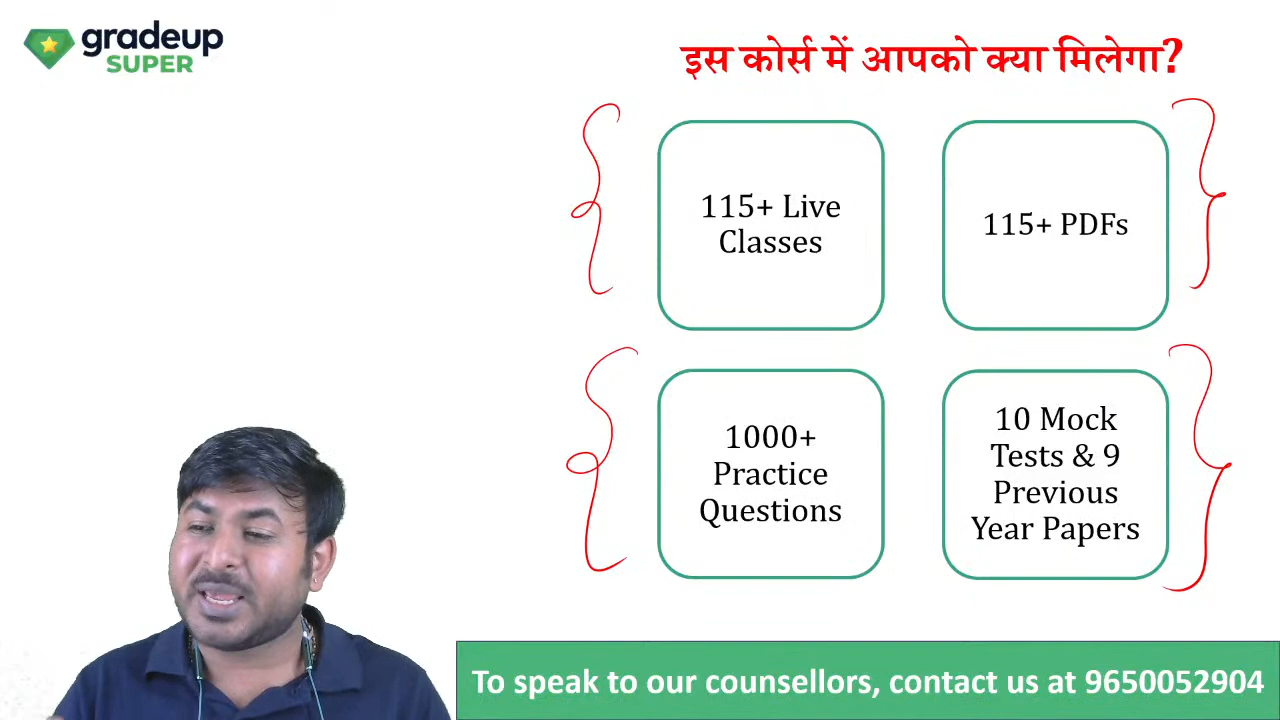 gradeup
SUPER
इस कोर्स में आपको क्या मिलेगा?
115+ Live
Classes
115+ PDFs
1000+
Practice
Questions
10 Mock
Tests & 9
Previous
Year Papers
To speak to our counsellors, contact us at 9650052904